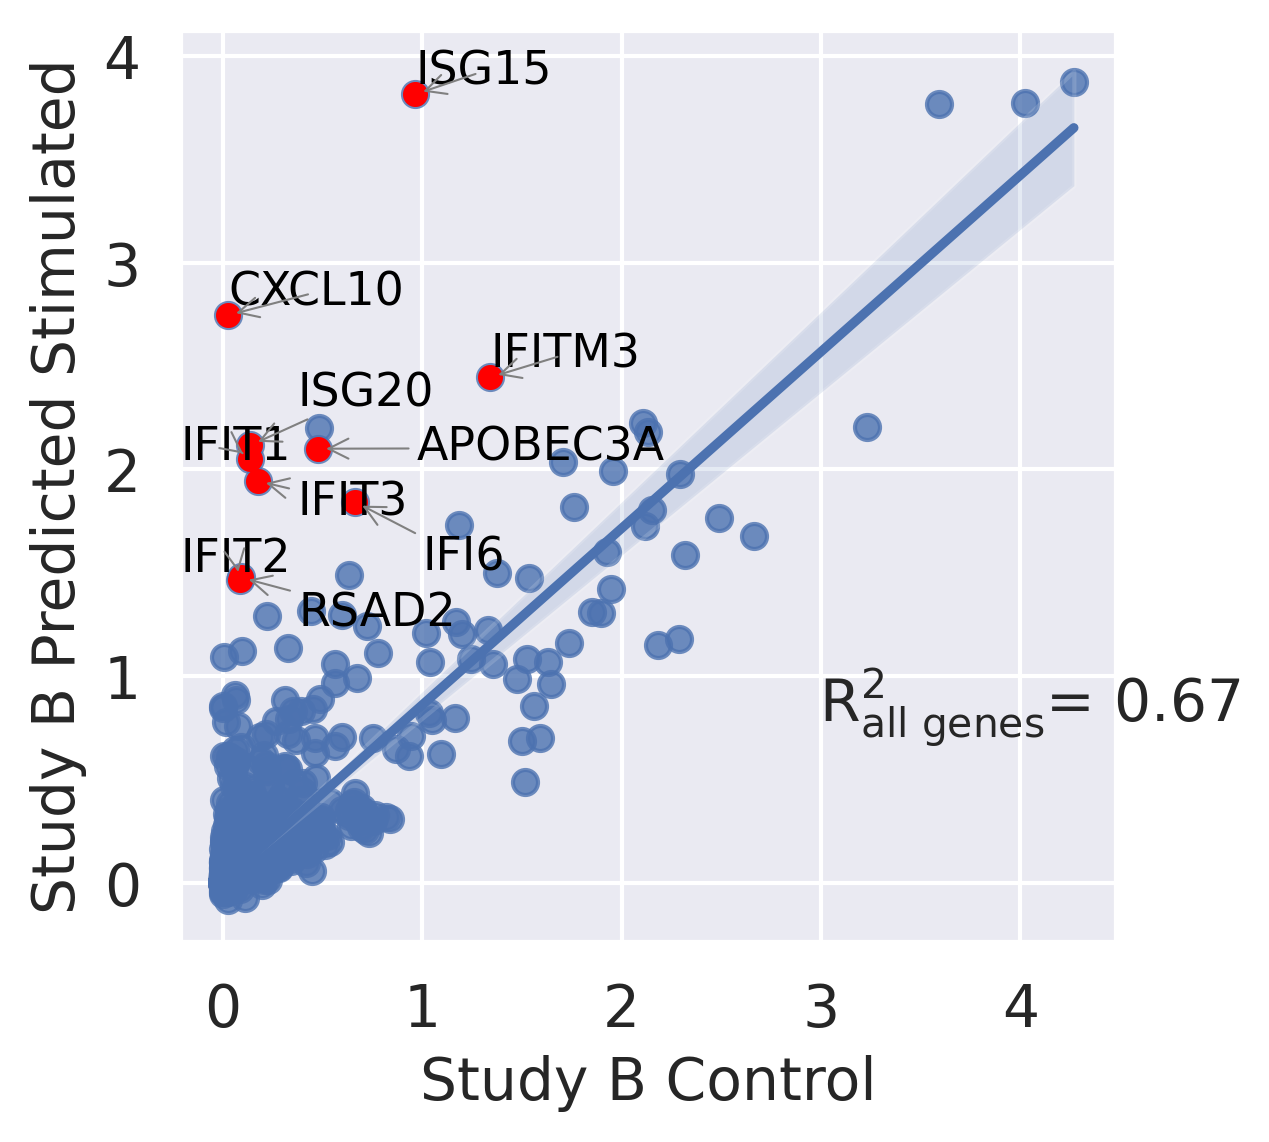 Study B Predicted Stimulated
4
3
2
1
0
ISG15
CXCL10
IFITM3
ISG20
IFIT1
APOBEC3A
IFIT3
IFI6
IFIT2
RSAD2
R²all genes = 0.67
0 1 2 3 4
Study B Control